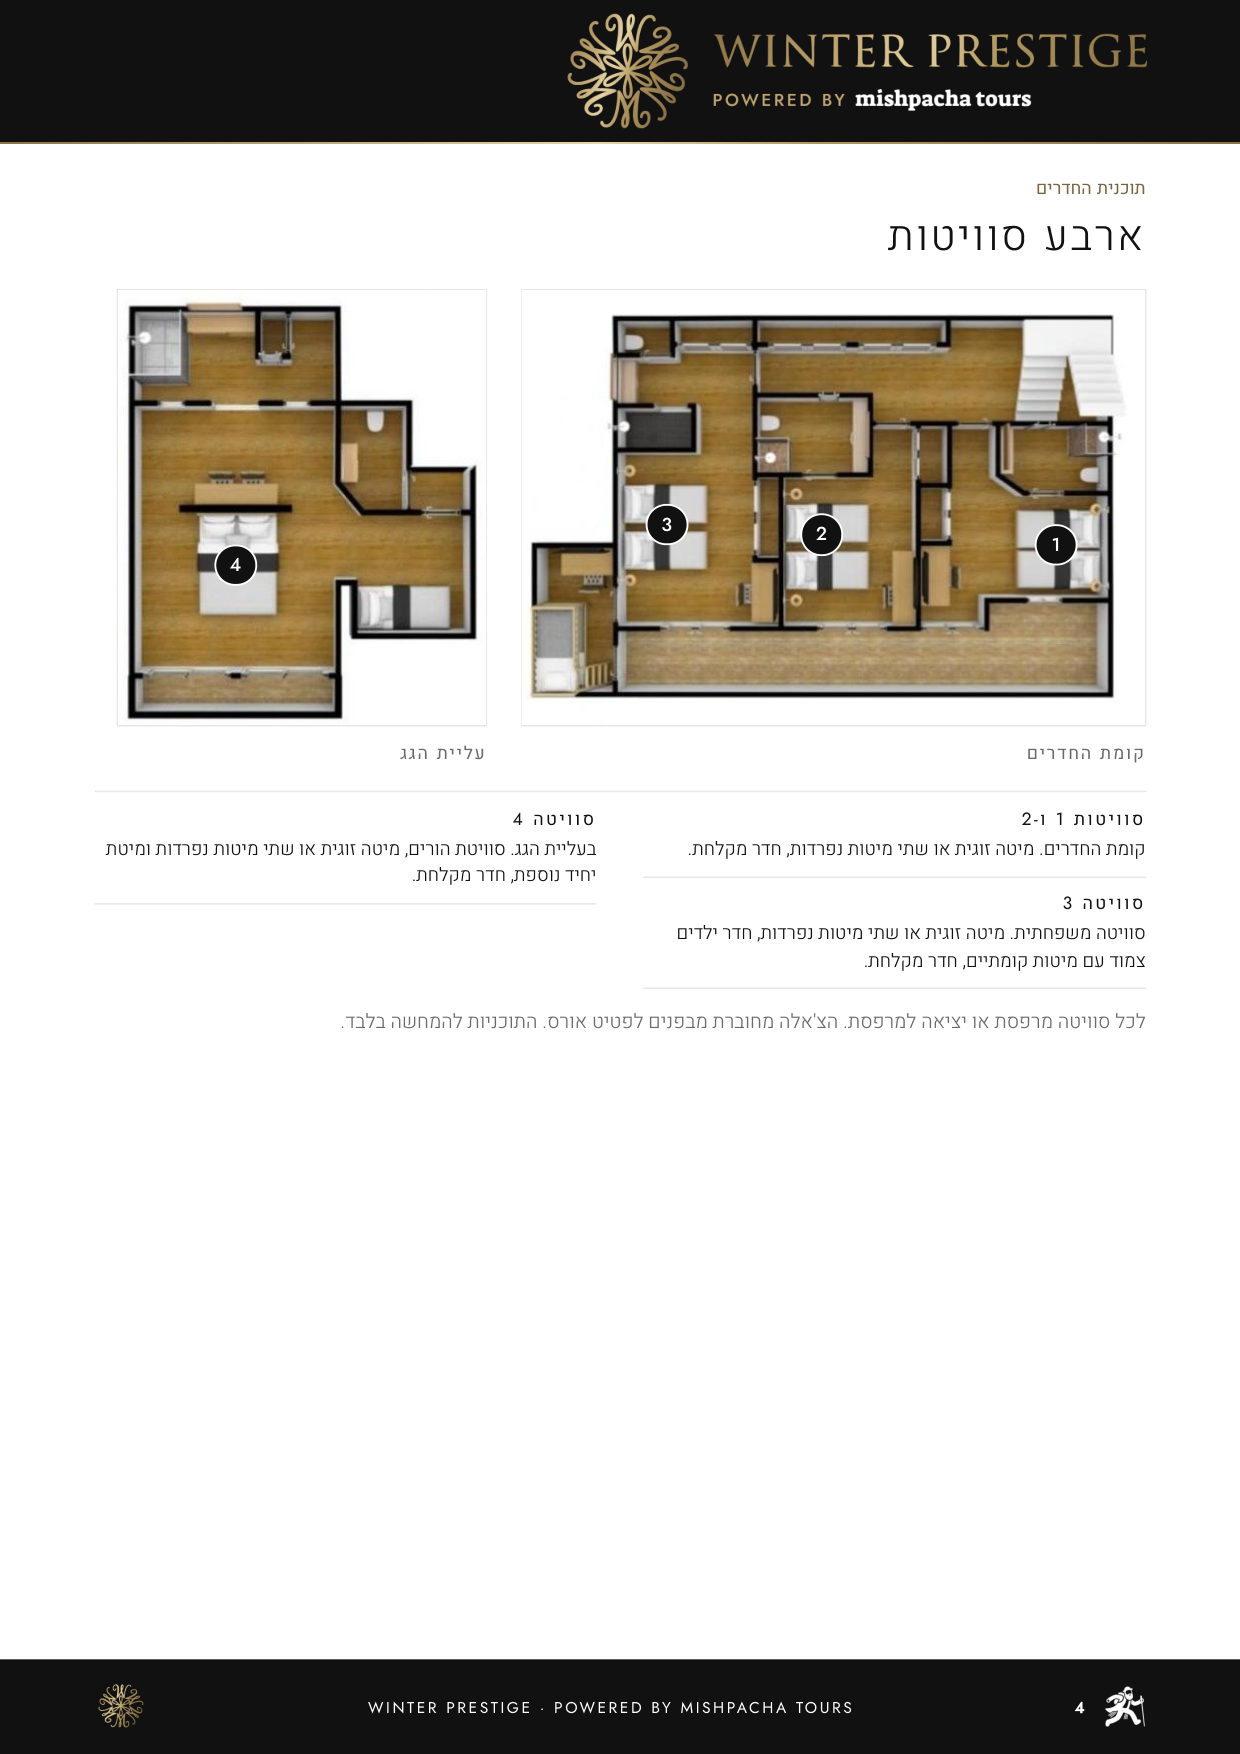 WINTER PRESTIGE
POWERED BY mishpacha tours
תוכנית החדרים
ארבע סוויטות
3
2
1
4
קומת החדרים
עליית הגג
סוויטות 1 ו-2
קומת החדרים. מיטה זוגית או שתי מיטות נפרדות, חדר מקלחת.
סוויטה 3
סוויטה משפחתית. מיטה זוגית או שתי מיטות נפרדות, חדר ילדים
צמוד עם מיטות קומתיים, חדר מקלחת.
סוויטה 4
בעליית הגג. סוויטת הורים, מיטה זוגית או שתי מיטות נפרדות ומיטת
יחיד נוספת, חדר מקלחת.
לכל סוויטה מרפסת או יציאה למרפסת. הצ'אלה מחוברת מבפנים לפטיט אורס. התוכניות להמחשה בלבד.
4
WINTER PRESTIGE · POWERED BY MISHPACHA TOURS